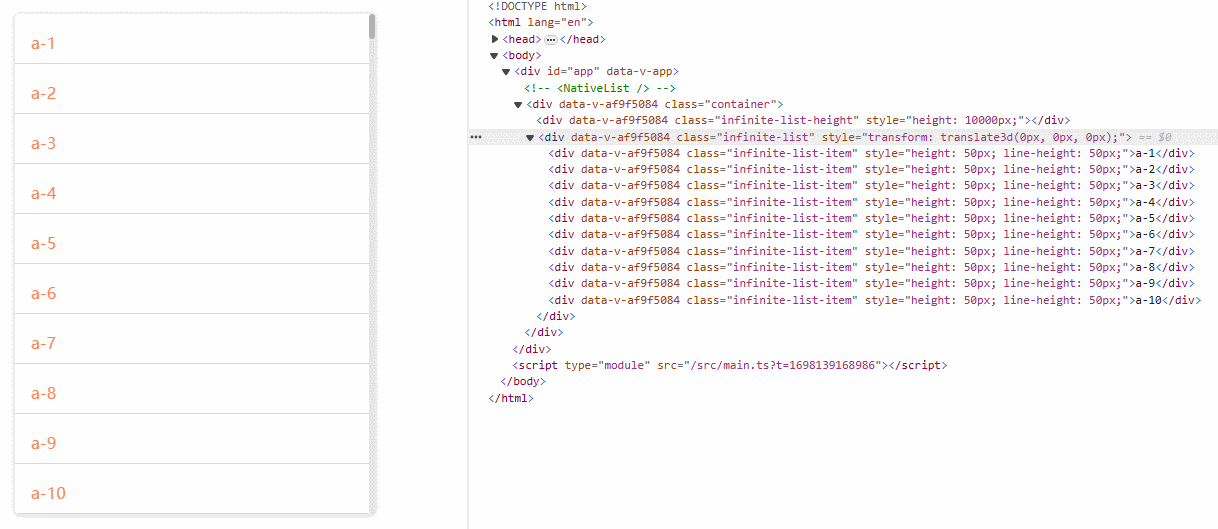 a-1
a-2
a-3
a-4
a-5
a-6
a-7
a-8
a-9
a-10
<!DOCTYPE html>
<html lang="en">
<head> ••• </head>
<body>
<div id="app" data-v-app>
<!-- <NativeList /> -->
<div data-v-af9f5084 class="container">
<div data-v-af9f5084 class="infinite-list-height" style="height: 10000px;"></div>
••• <div data-v-af9f5084 class="infinite-list" style="transform: translate3d(0px, 0px, 0px);"> == $0
<div data-v-af9f5084 class="infinite-list-item" style="height: 50px; line-height: 50px;">a-1</div>
<div data-v-af9f5084 class="infinite-list-item" style="height: 50px; line-height: 50px;">a-2</div>
<div data-v-af9f5084 class="infinite-list-item" style="height: 50px; line-height: 50px;">a-3</div>
<div data-v-af9f5084 class="infinite-list-item" style="height: 50px; line-height: 50px;">a-4</div>
<div data-v-af9f5084 class="infinite-list-item" style="height: 50px; line-height: 50px;">a-5</div>
<div data-v-af9f5084 class="infinite-list-item" style="height: 50px; line-height: 50px;">a-6</div>
<div data-v-af9f5084 class="infinite-list-item" style="height: 50px; line-height: 50px;">a-7</div>
<div data-v-af9f5084 class="infinite-list-item" style="height: 50px; line-height: 50px;">a-8</div>
<div data-v-af9f5084 class="infinite-list-item" style="height: 50px; line-height: 50px;">a-9</div>
<div data-v-af9f5084 class="infinite-list-item" style="height: 50px; line-height: 50px;">a-10</div>
</div>
</div>
</div>
<script type="module" src="/src/main.ts?t=1698139168986"></script>
</body>
</html>